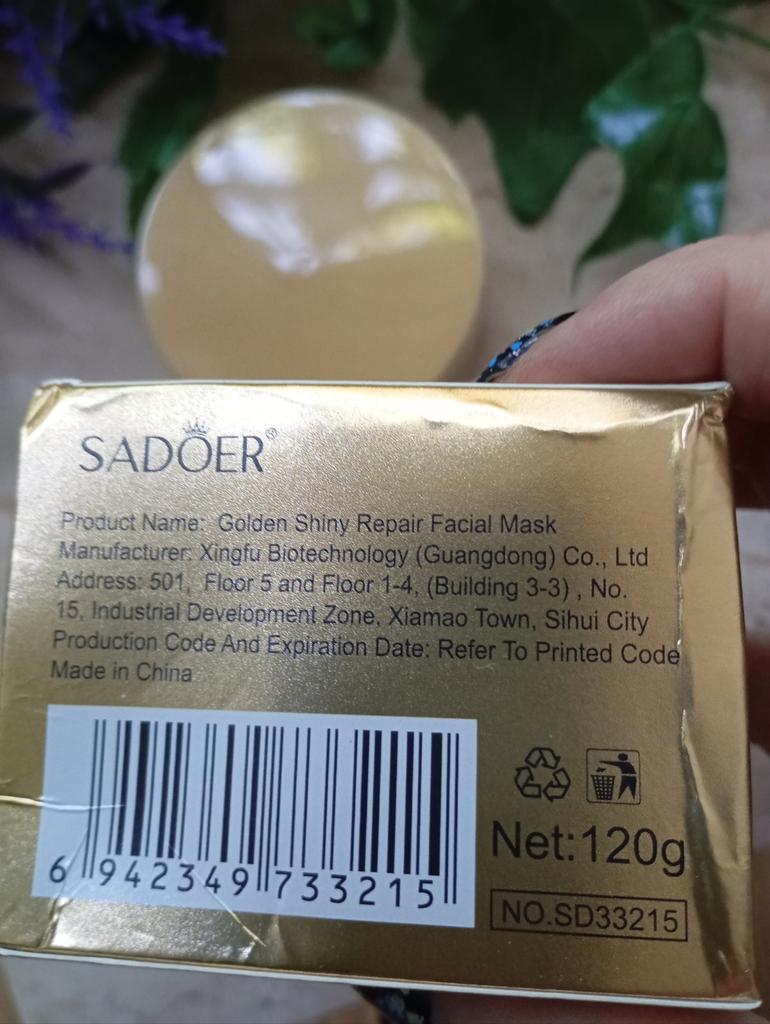 SADOER®
Product Name: Golden Shiny Repair Facial Mask
Manufacturer: Xingfu Biotechnology (Guangdong) Co., Ltd
Address: 501, Floor 5 and Floor 1-4, (Building 3-3) , No.
15, Industrial Development Zone, Xiamao Town, Sihui City
Production Code And Expiration Date: Refer To Printed Code
Made in China
6 942349 733215
Net:120g
NO.SD33215